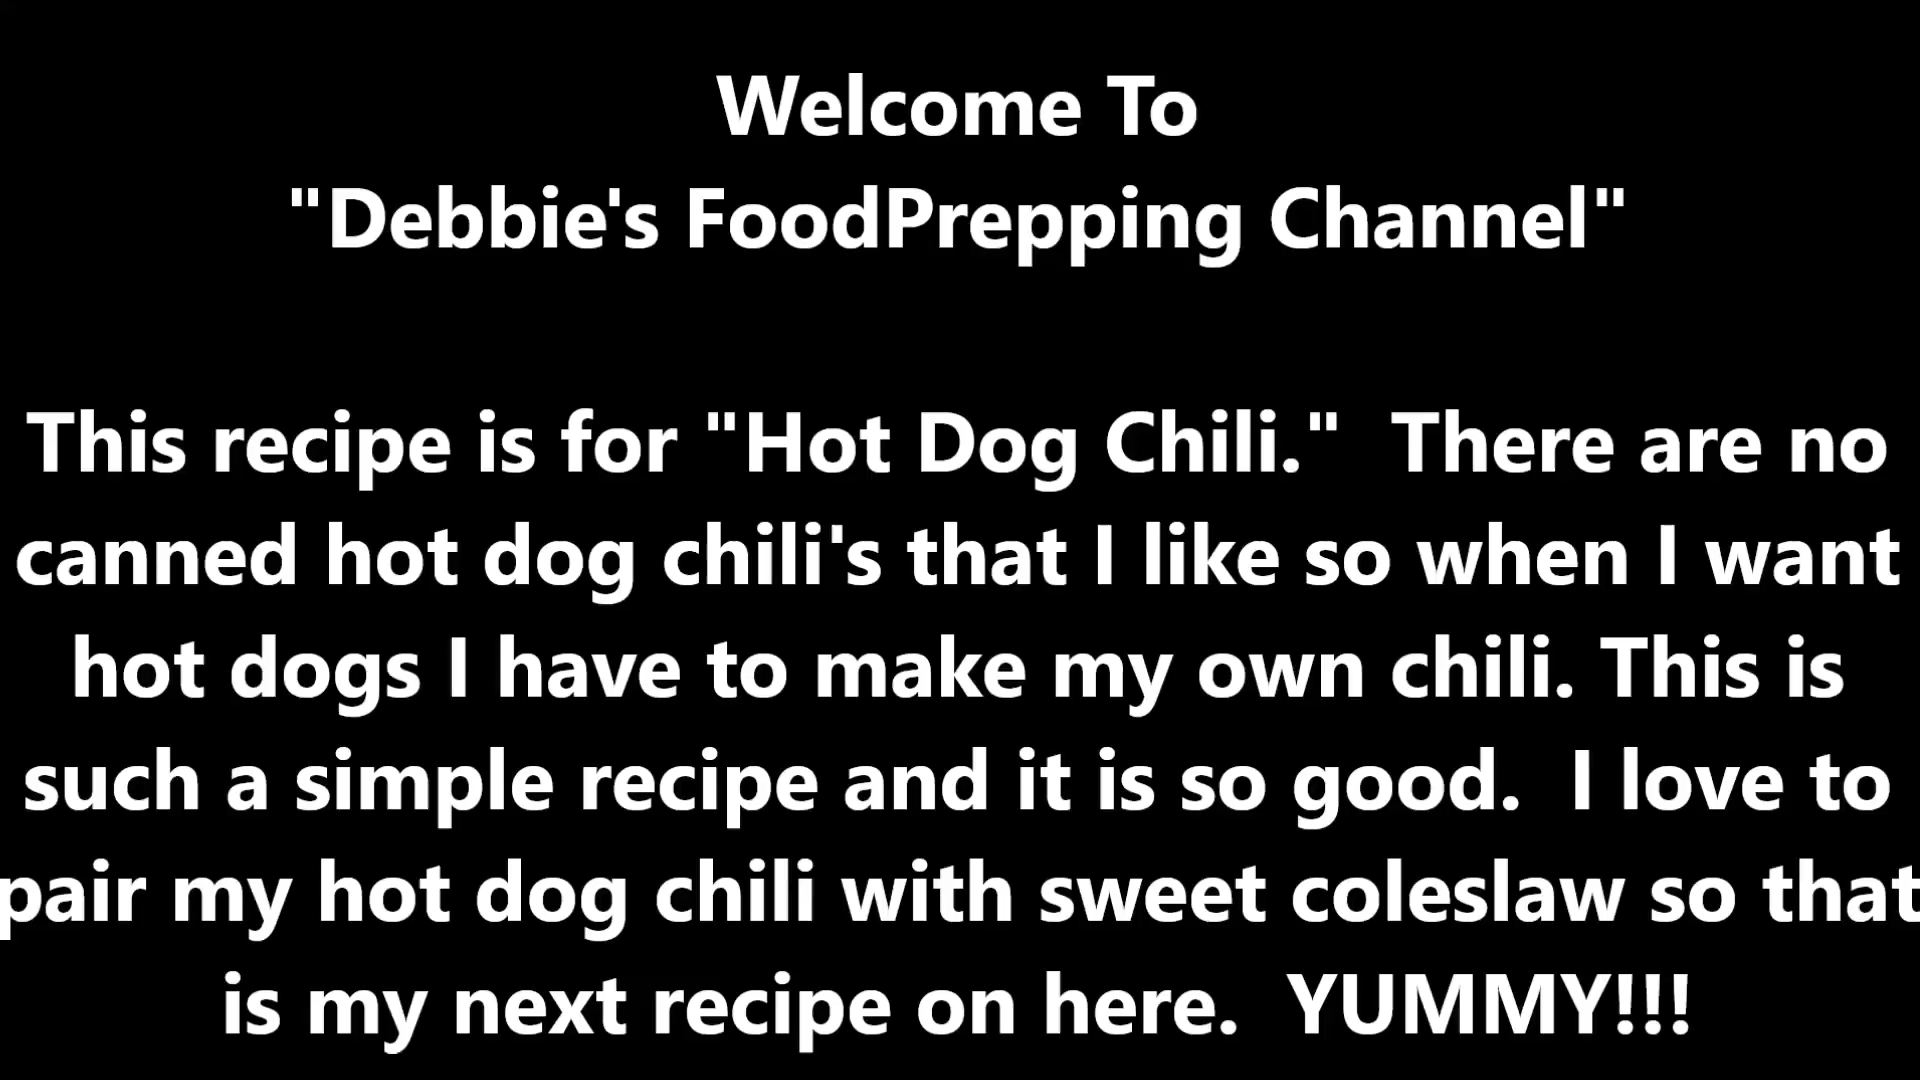 Welcome To
"Debbie's FoodPrepping Channel"
This recipe is for "Hot Dog Chili."  There are no
canned hot dog chili's that I like so when I want
hot dogs I have to make my own chili. This is
such a simple recipe and it is so good.  I love to
pair my hot dog chili with sweet coleslaw so that
is my next recipe on here.  YUMMY!!!